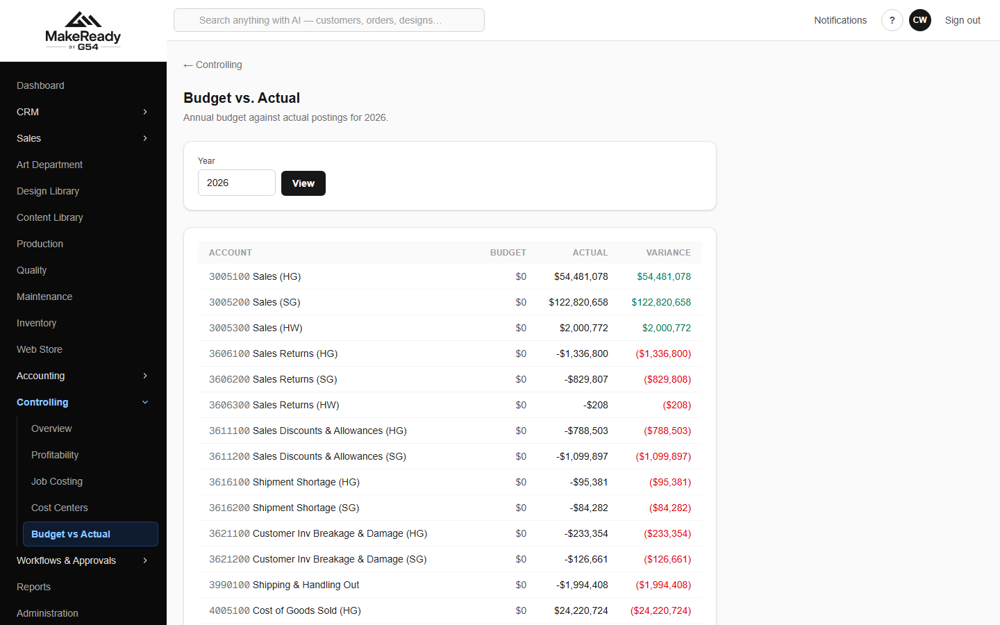 MakeReady
BY G54
Search anything with AI — customers, orders, designs...
Notifications
?
CW
Sign out
Dashboard
CRM
Sales
Art Department
Design Library
Content Library
Production
Quality
Maintenance
Inventory
Web Store
Accounting
Controlling
Overview
Profitability
Job Costing
Cost Centers
Budget vs Actual
Workflows & Approvals
Reports
Administration
← Controlling
Budget vs. Actual
Annual budget against actual postings for 2026.
Year
2026
View
ACCOUNT BUDGET ACTUAL VARIANCE
3005100 Sales (HG) $0 $54,481,078 $54,481,078
3005200 Sales (SG) $0 $122,820,658 $122,820,658
3005300 Sales (HW) $0 $2,000,772 $2,000,772
3606100 Sales Returns (HG) $0 -$1,336,800 ($1,336,800)
3606200 Sales Returns (SG) $0 -$829,807 ($829,808)
3606300 Sales Returns (HW) $0 -$208 ($208)
3611100 Sales Discounts & Allowances (HG) $0 -$788,503 ($788,503)
3611200 Sales Discounts & Allowances (SG) $0 -$1,099,897 ($1,099,897)
3616100 Shipment Shortage (HG) $0 -$95,381 ($95,381)
3616200 Shipment Shortage (SG) $0 -$84,282 ($84,282)
3621100 Customer Inv Breakage & Damage (HG) $0 -$233,354 ($233,354)
3621200 Customer Inv Breakage & Damage (SG) $0 -$126,661 ($126,661)
3990100 Shipping & Handling Out $0 -$1,994,408 ($1,994,408)
4005100 Cost of Goods Sold (HG) $0 $24,220,724 ($24,220,724)